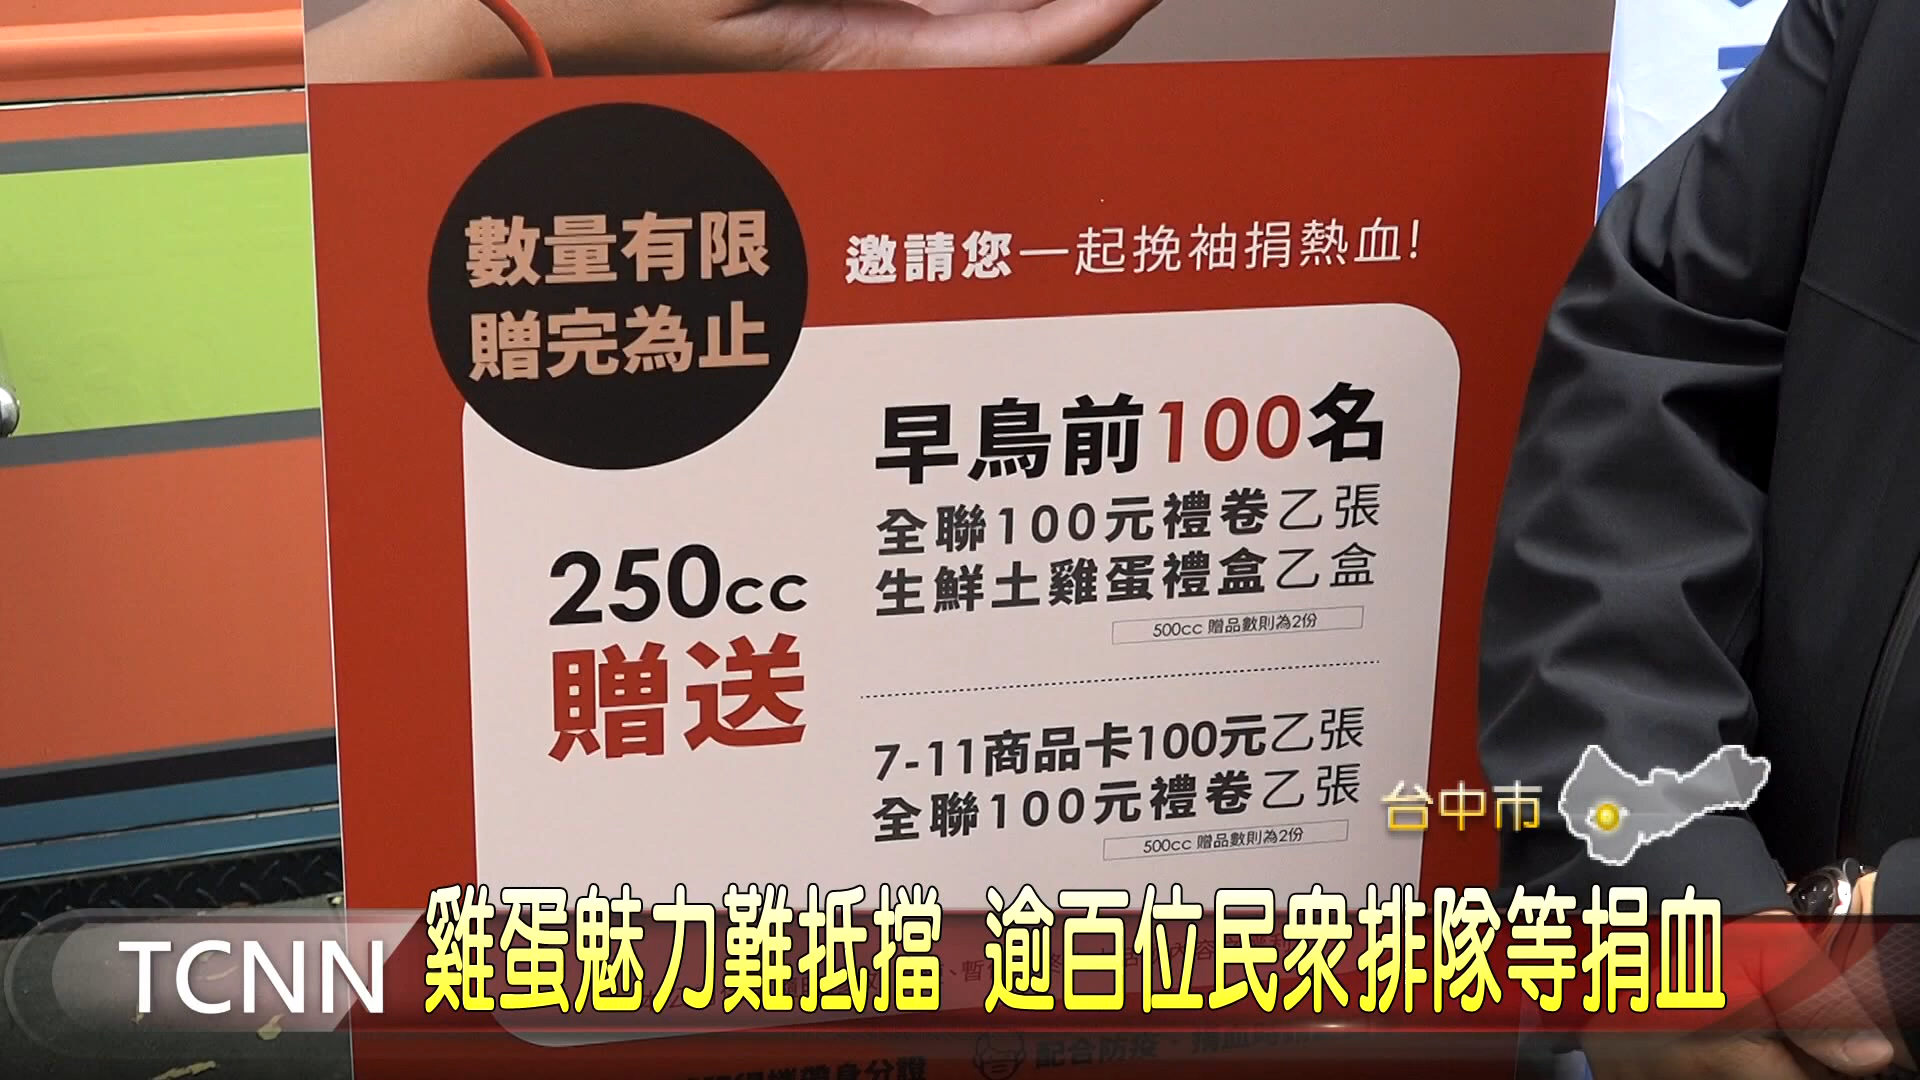 數量有限
贈完為止
邀請您一起挽袖捐熱血!
早鳥前100名
全聯100元禮卷乙張
生鮮土雞蛋禮盒乙盒
500cc 贈品數則為2份
250cc
贈送
7-11商品卡100元乙張
全聯100元禮卷乙張
500cc 贈品數則為2份
台中市
TCNN
雞蛋魅力難抵擋 逾百位民眾排隊等捐血